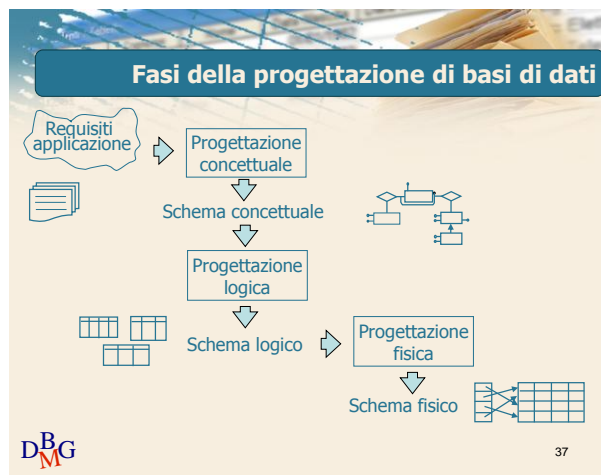 Fasi della progettazione di basi di dati
Requisiti
applicazione
Progettazione
concettuale
Schema concettuale
Progettazione
logica
Schema logico
Progettazione
fisica
Schema fisico
DBMG
37